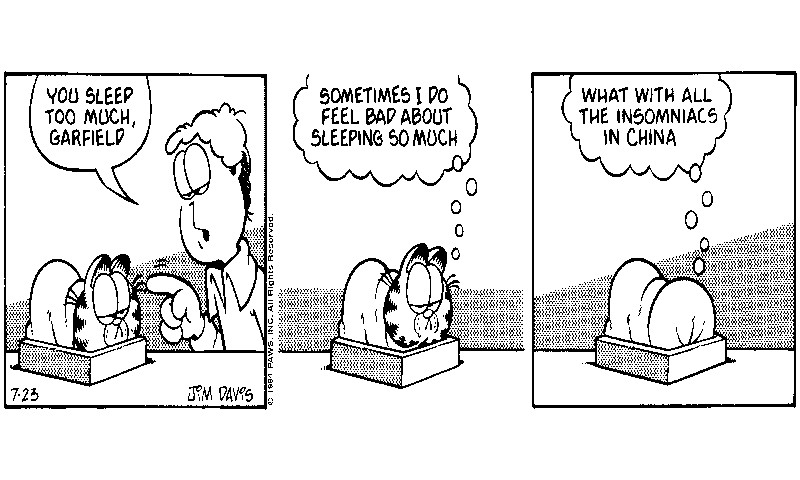 YOU SLEEP
TOO MUCH,
GARFIELD
7-23
JIM DAVIS
© 1984 PAWS, INC. All Rights Reserved.
SOMETIMES I DO
FEEL BAD ABOUT
SLEEPING SO MUCH
WHAT WITH ALL
THE INSOMNIACS
IN CHINA